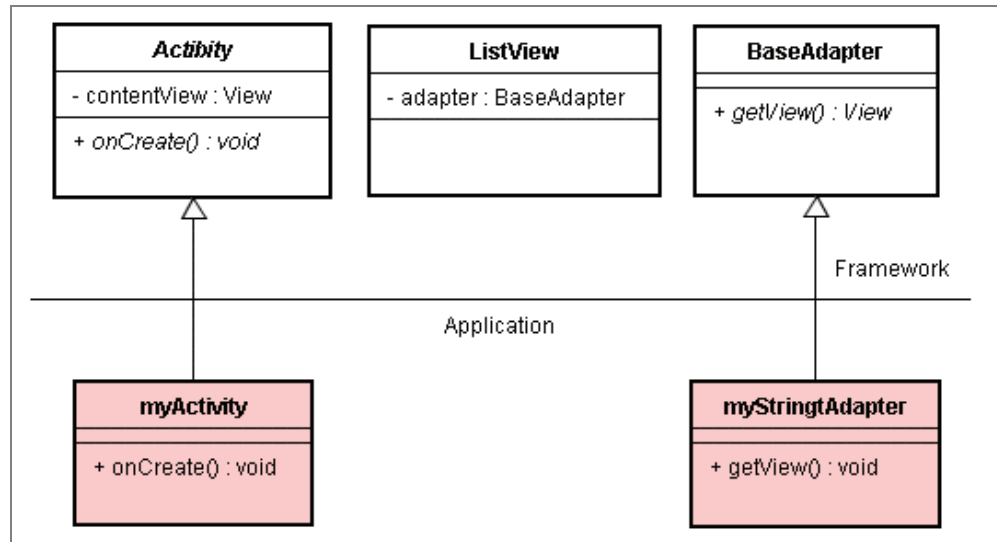 Actibity
ListView
BaseAdapter
- contentView : View
- adapter : BaseAdapter
+ onCreate() : void
+ getView() : View
Framework
Application
myActivity
myStringtAdapter
+ onCreate() : void
+ getView() : void